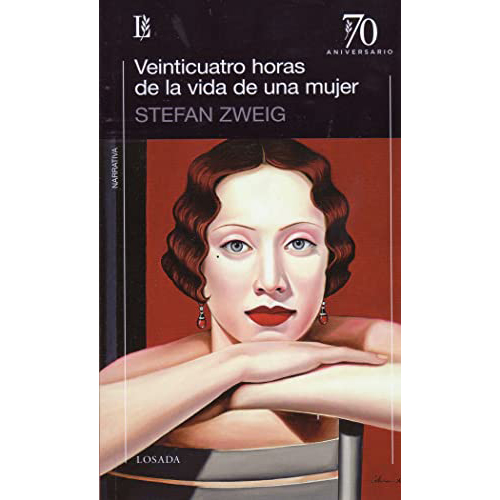 70
ANIVERSARIO
Veinticuatro horas
de la vida de una mujer
STEFAN ZWEIG
NARRATIVA
LOSADA